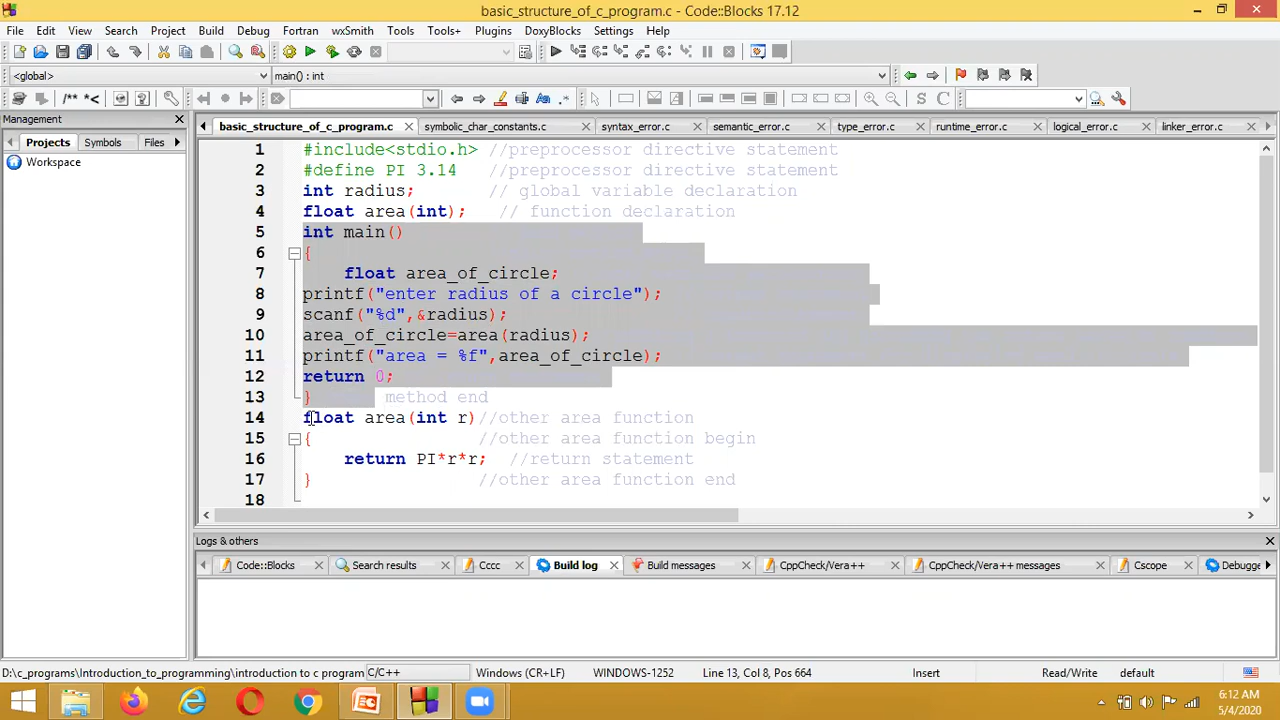 basic_structure_of_c_program.c - Code::Blocks 17.12
File Edit View Search Project Build Debug Fortran wxSmith Tools Tools+ Plugins DoxyBlocks Settings Help
<global> main() : int
/** *<
S C
Management
basic_structure_of_c_program.c symbolic_char_constants.c syntax_error.c semantic_error.c type_error.c runtime_error.c logical_error.c linker_error.c
Projects Symbols Files
Workspace
1 #include<stdio.h> //preprocessor directive statement
2 #define PI 3.14 //preprocessor directive statement
3 int radius; // global variable declaration
4 float area(int); // function declaration
5 int main()
6 {
7 float area_of_circle;
8 printf("enter radius of a circle");
9 scanf("%d",&radius);
10 area_of_circle=area(radius);
11 printf("area = %f",area_of_circle);
12 return 0;
13 } method end
14 float area(int r)//other area function
15 { //other area function begin
16 return PI*r*r; //return statement
17 } //other area function end
18
Logs & others
Code::Blocks Search results Cccc Build log Build messages CppCheck/Vera++ CppCheck/Vera++ messages Cscope Debugge
D:\c_programs\Introduction_to_programming\introduction to c program C/C++ Windows (CR+LF) WINDOWS-1252 Line 13, Col 8, Pos 664 Insert Read/Write default
6:12 AM
5/4/2020